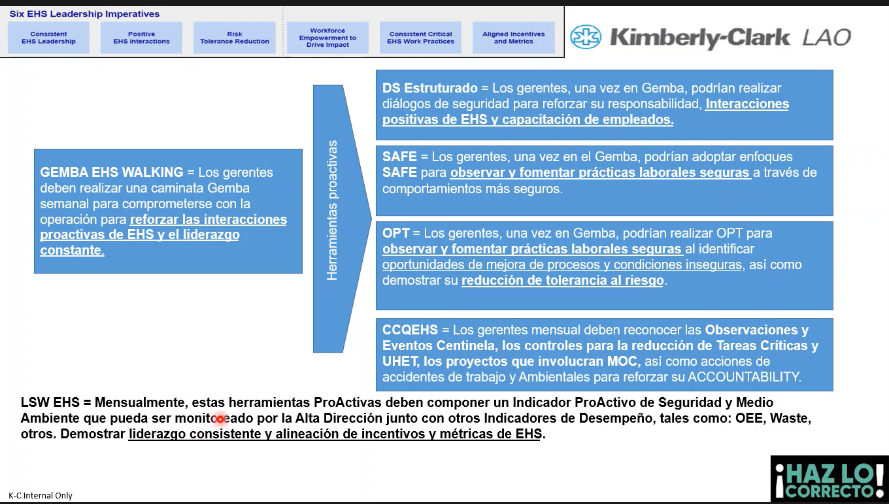 Six EHS Leadership Imperatives
Consistent
EHS Leadership
Positive
EHS Interactions
Risk
Tolerance Reduction
Workforce
Empowerment to
Drive Impact
Consistent Critical
EHS Work Practices
Aligned Incentives
and Metrics
Kimberly-Clark LAO
GEMBA EHS WALKING = Los gerentes
deben realizar una caminata Gemba
semanal para comprometerse con la
operación para reforzar las interacciones
proactivas de EHS y el liderazgo
constante.
Herramientas proactivas
DS Estruturado = Los gerentes, una vez en Gemba, podrían realizar
diálogos de seguridad para reforzar su responsabilidad, Interacciones
positivas de EHS y capacitación de empleados.
SAFE = Los gerentes, una vez en el Gemba, podrían adoptar enfoques
SAFE para observar y fomentar prácticas laborales seguras a través de
comportamientos más seguros.
OPT = Los gerentes, una vez en Gemba, podrían realizar OPT para
observar y fomentar prácticas laborales seguras al identificar
oportunidades de mejora de procesos y condiciones inseguras, así como
demostrar su reducción de tolerancia al riesgo.
CCQEHS = Los gerentes mensual deben reconocer las Observaciones y
Eventos Centinela, los controles para la reducción de Tareas Críticas y
UHET, los proyectos que involucran MOC, así como acciones de
accidentes de trabajo y Ambientales para reforzar su ACCOUNTABILITY.
LSW EHS = Mensualmente, estas herramientas ProActivas deben componer un Indicador ProActivo de Seguridad y Medio
Ambiente que pueda ser monitoreado por la Alta Dirección junto con otros Indicadores de Desempeño, tales como: OEE, Waste,
otros. Demostrar liderazgo consistente y alineación de incentivos y métricas de EHS.
K-C Internal Only
¡HAZ LO
CORRECTO!